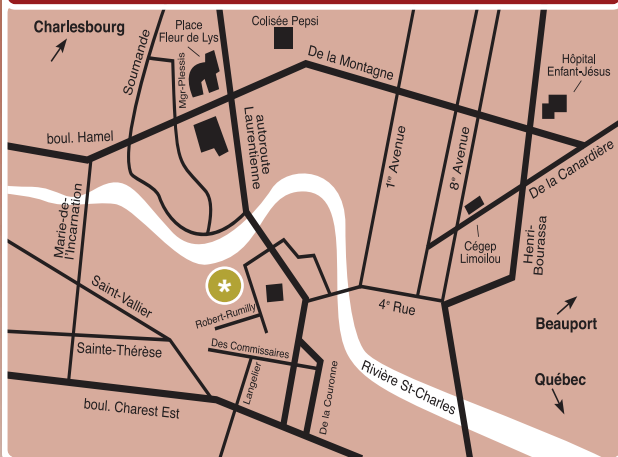 Charlesbourg
Place
Fleur de Lys
Colisée Pepsi
Soumande
Mgr-Plessis
De la Montagne
Hôpital
Enfant-Jésus
boul. Hamel
autoroute
Laurentienne
1re Avenue
8e Avenue
De la Canardière
Marie-de-
l'Incarnation
Cégep
Limoilou
Henri-
Bourassa
*
Saint-Vallier
Robert-Rumilly
4e Rue
Beauport
Sainte-Thérèse
Des Commissaires
Langelier
De la Couronne
Rivière St-Charles
Québec
boul. Charest Est